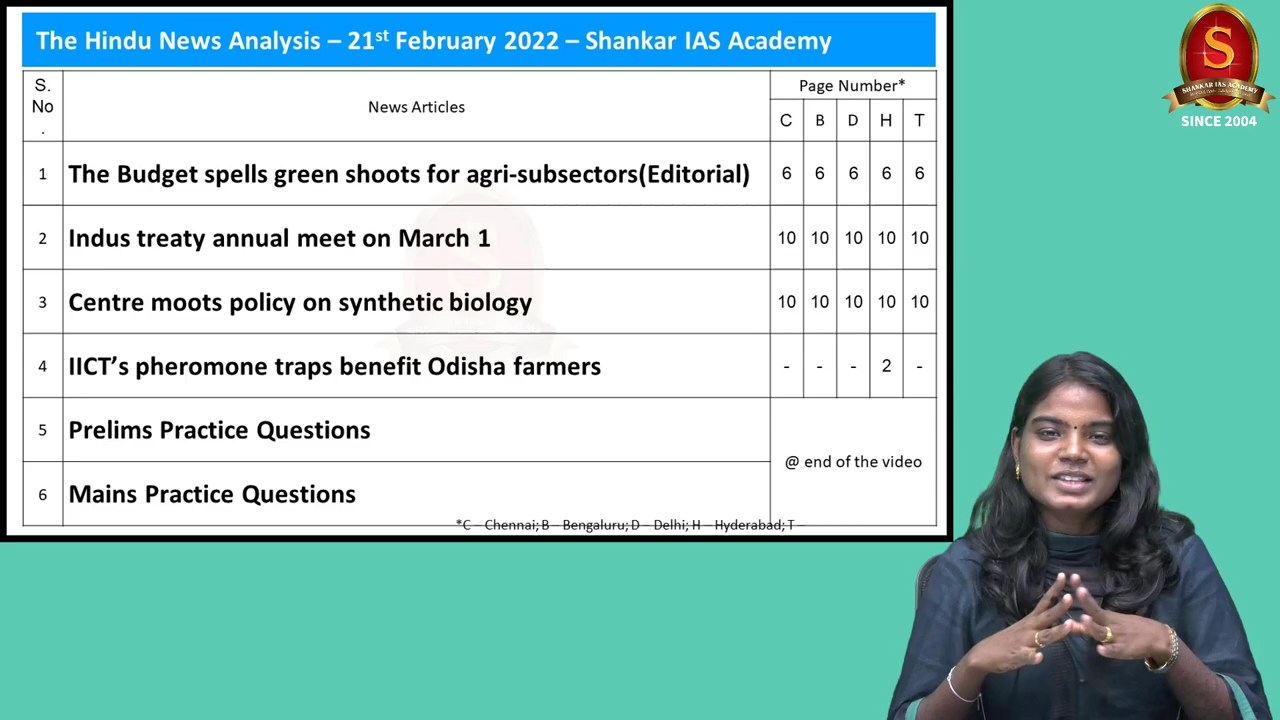 The Hindu News Analysis – 21st February 2022 – Shankar IAS Academy
S. No . News Articles Page Number*
C B D H T
1 The Budget spells green shoots for agri-subsectors(Editorial) 6 6 6 6 6
2 Indus treaty annual meet on March 1 10 10 10 10 10
3 Centre moots policy on synthetic biology 10 10 10 10 10
4 IICT’s pheromone traps benefit Odisha farmers - - - 2 -
5 Prelims Practice Questions
@ end of the video
6 Mains Practice Questions
*C – Chennai; B – Bengaluru; D – Delhi; H – Hyderabad; T –
S
SHANKAR IAS ACADEMY
SINCE 2004